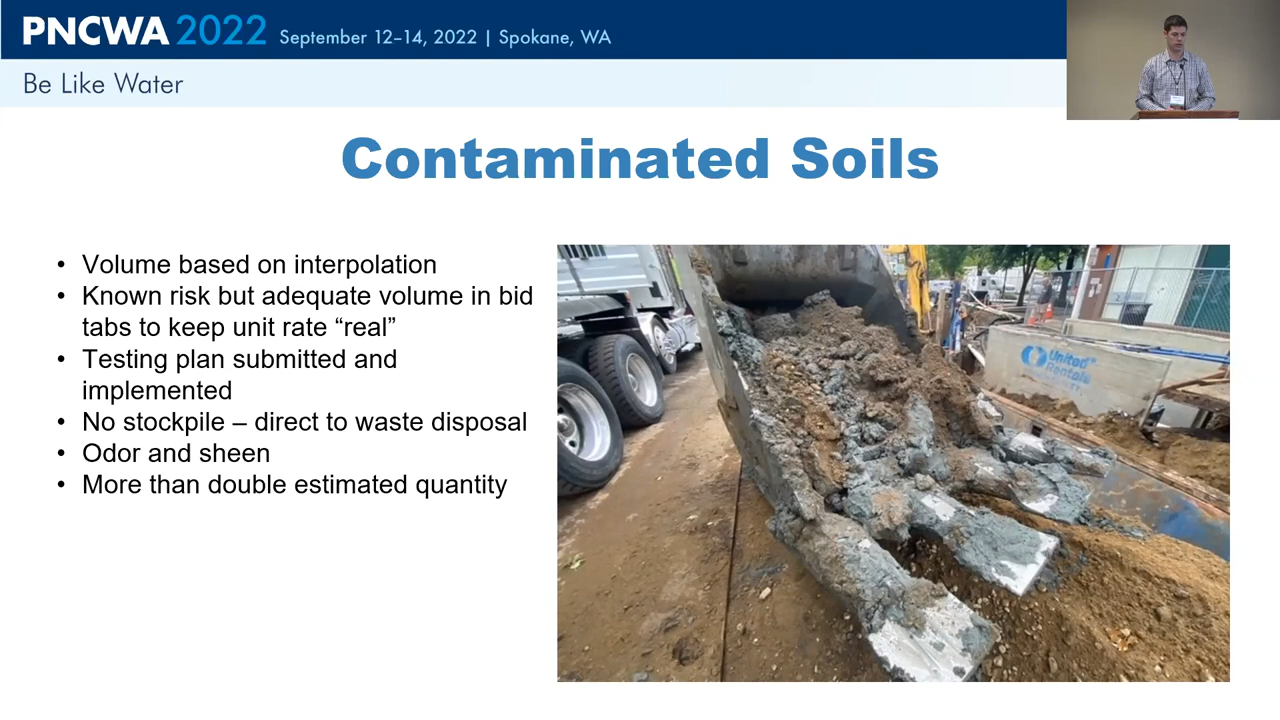 PNCWA 2022 September 12–14, 2022 | Spokane, WA
Be Like Water
Contaminated Soils
• Volume based on interpolation
• Known risk but adequate volume in bid
tabs to keep unit rate “real”
• Testing plan submitted and
implemented
• No stockpile – direct to waste disposal
• Odor and sheen
• More than double estimated quantity
United
Rentals